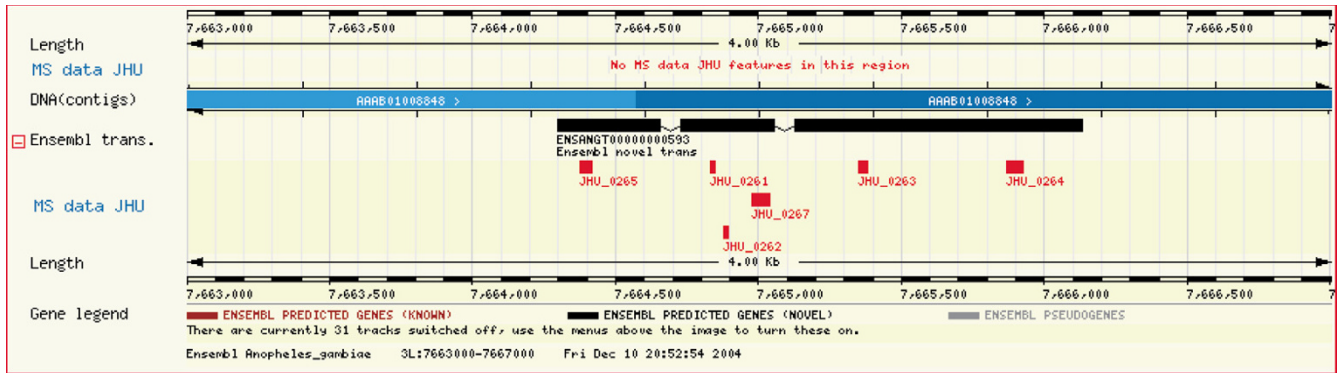 7,663,000 7,663,500 7,664,000 7,664,500 7,665,000 7,665,500 7,666,000 7,666,500 7
Length 4.00 Kb
MS data JHU No MS data JHU features in this region
DNA(contigs) AAAB01008848 > AAAB01008848 >
Ensembl trans. ENSANGT00000000593
Ensembl novel trans
JHU_0265 JHU_0261 JHU_0263 JHU_0264
MS data JHU JHU_0267
JHU_0262
Length 4.00 Kb
7,663,000 7,663,500 7,664,000 7,664,500 7,665,000 7,665,500 7,666,000 7,666,500 7
Gene legend ENSEMBL PREDICTED GENES (KNOWN) ENSEMBL PREDICTED GENES (NOVEL) ENSEMBL PSEUDOGENES
There are currently 31 tracks switched off, use the menus above the image to turn these on.
Ensembl Anopheles_gambiae 3L:7663000-7667000 Fri Dec 10 20:52:54 2004